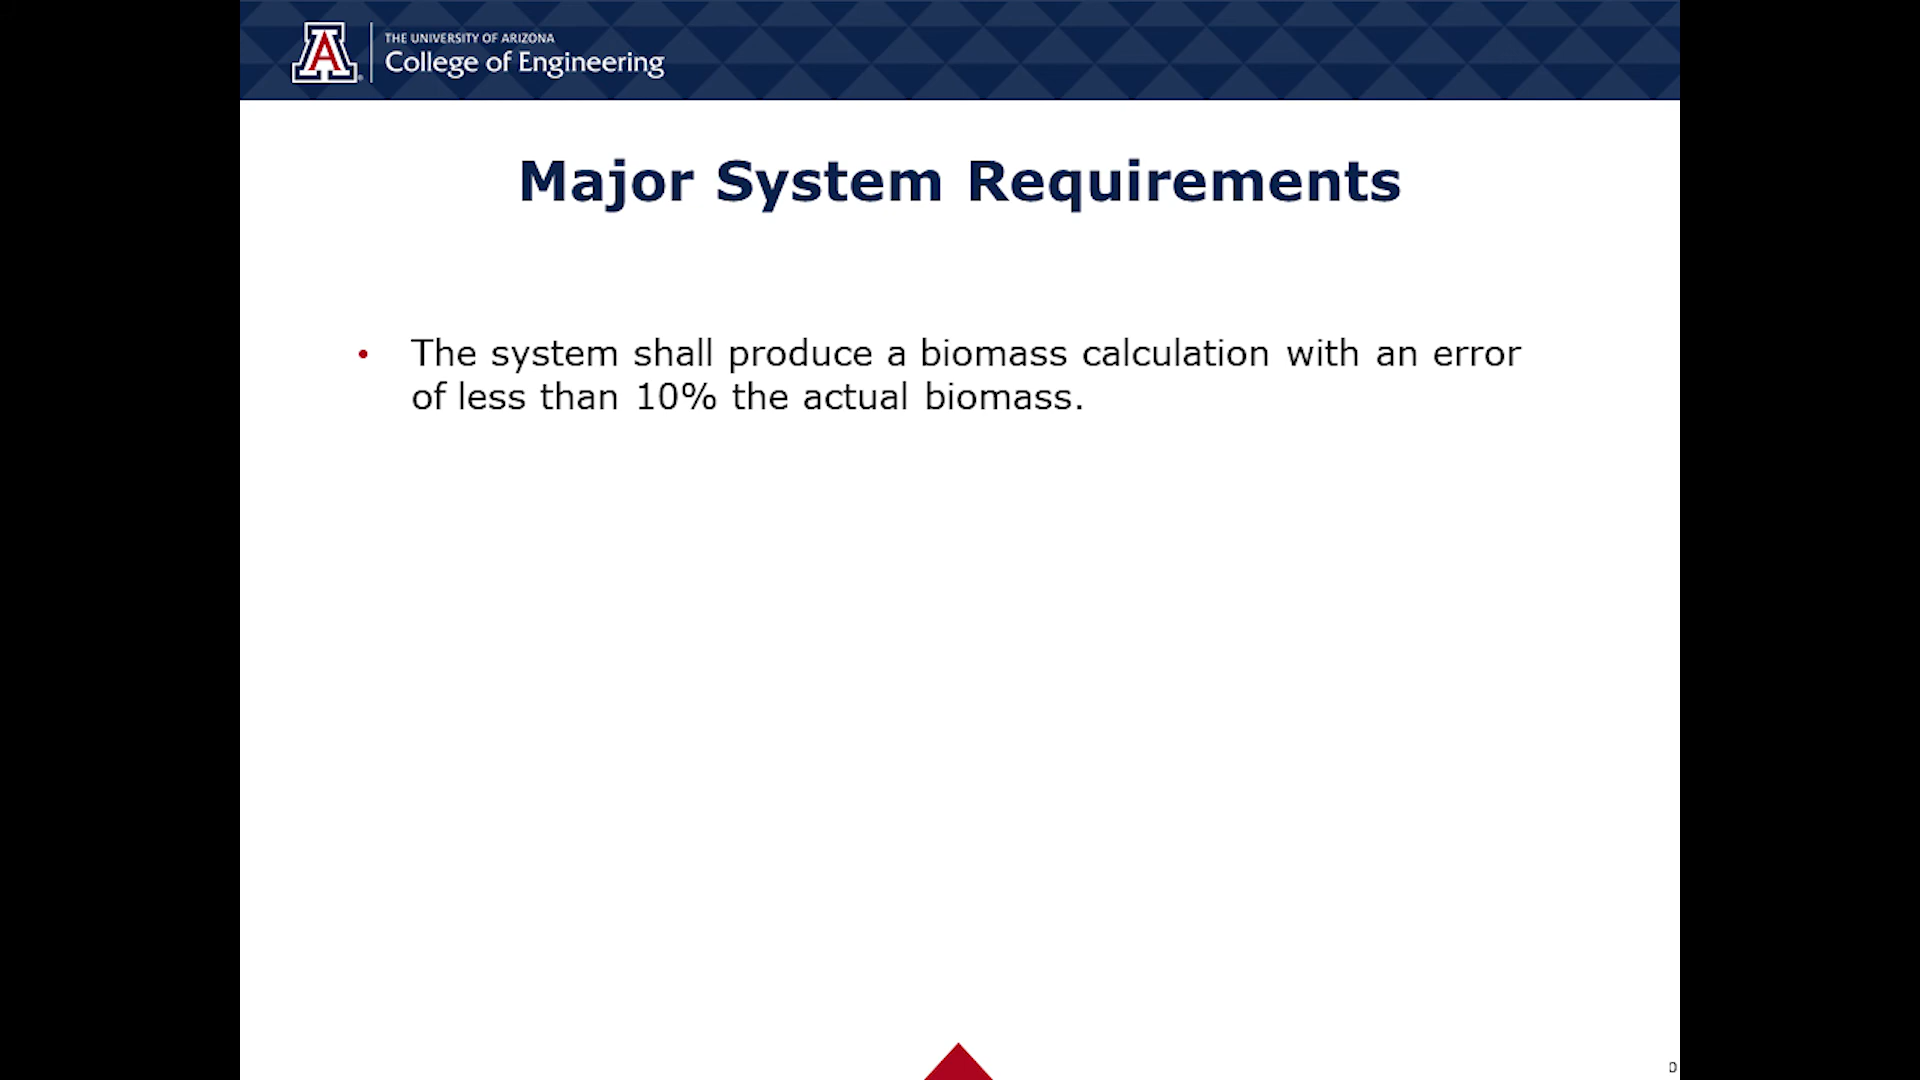 A
THE UNIVERSITY OF ARIZONA
College of Engineering
Major System Requirements
• The system shall produce a biomass calculation with an error
of less than 10% the actual biomass.